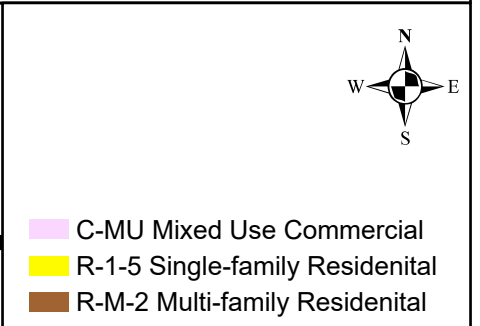 N
W E
S
C-MU Mixed Use Commercial
R-1-5 Single-family Residenital
R-M-2 Multi-family Residenital